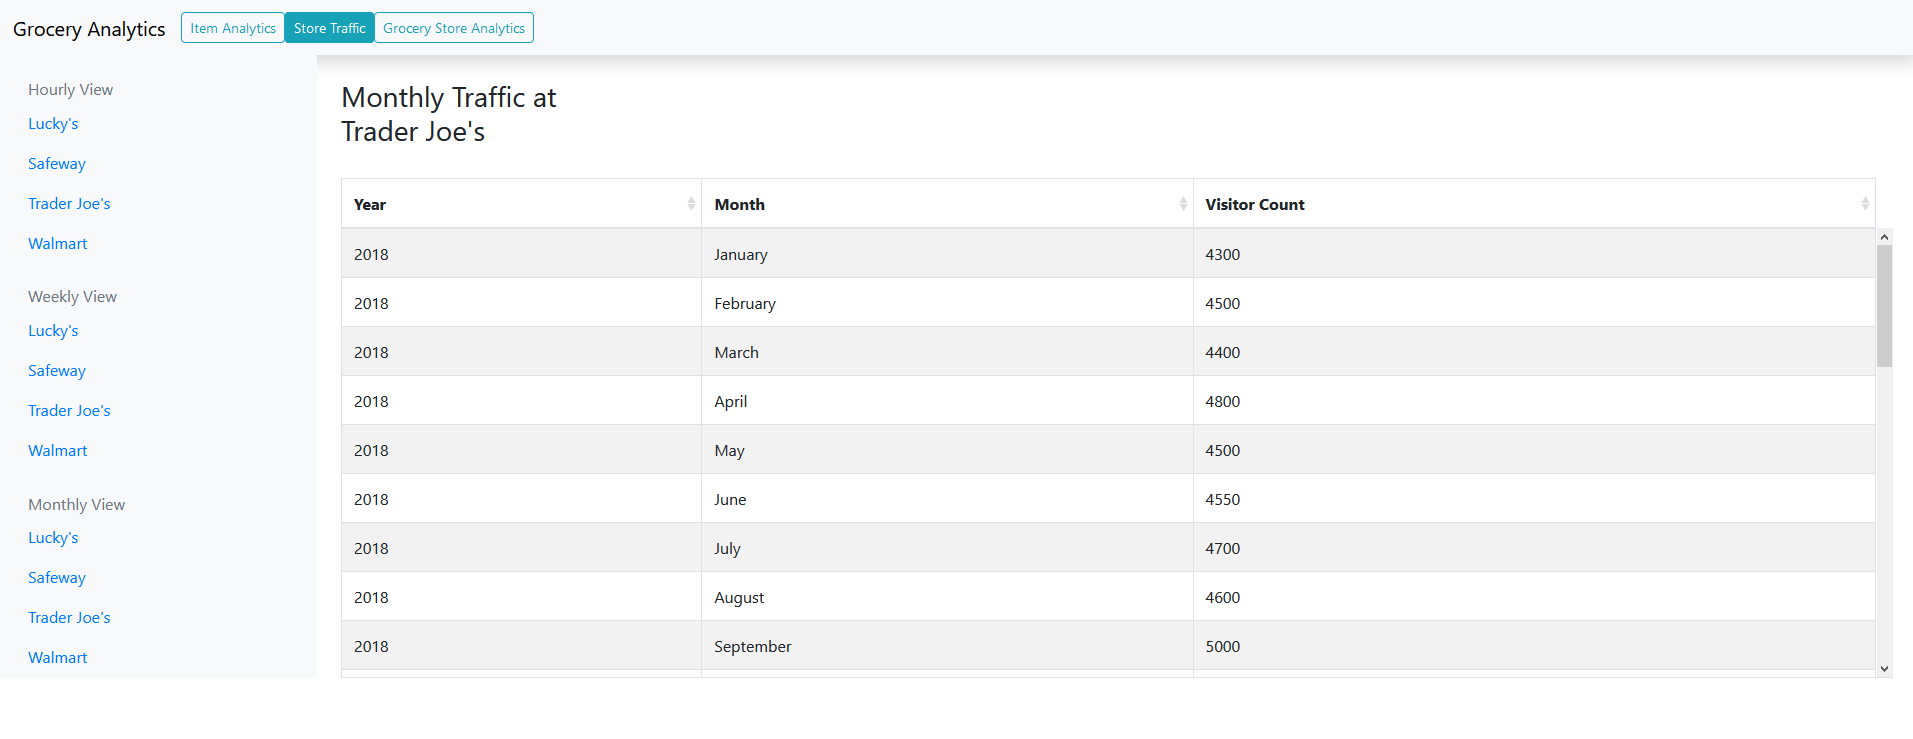 Grocery Analytics Item Analytics Store Traffic Grocery Store Analytics
Hourly View
Lucky's
Safeway
Trader Joe's
Walmart
Weekly View
Lucky's
Safeway
Trader Joe's
Walmart
Monthly View
Lucky's
Safeway
Trader Joe's
Walmart
Monthly Traffic at
Trader Joe's
Year Month Visitor Count
2018 January 4300
2018 February 4500
2018 March 4400
2018 April 4800
2018 May 4500
2018 June 4550
2018 July 4700
2018 August 4600
2018 September 5000